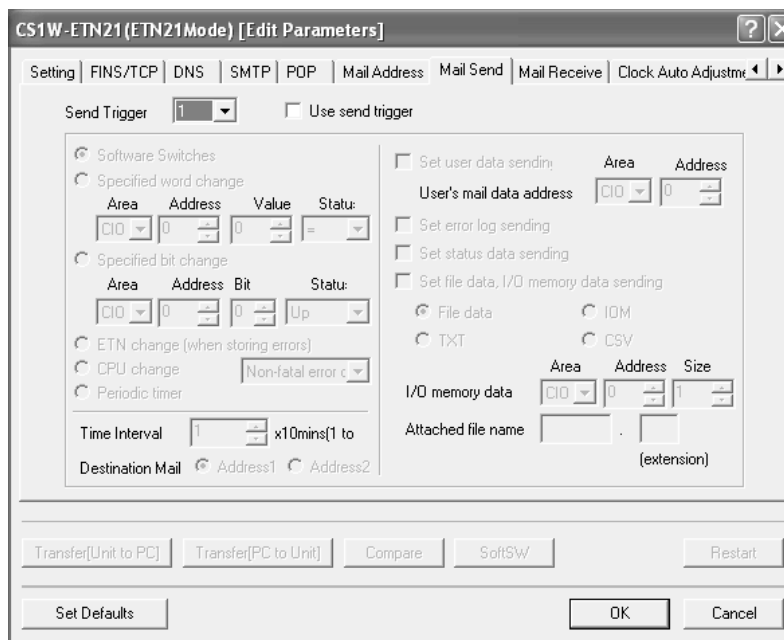 CS1W-ETN21(ETN21Mode) [Edit Parameters]
Setting FINS/TCP DNS SMTP POP Mail Address Mail Send Mail Receive Clock Auto Adjustme
Send Trigger 1 Use send trigger
Software Switches
Specified word change
Area Address Value Statu:
CIO 0 0 =
Specified bit change
Area Address Bit Statu:
CIO 0 0 Up
ETN change (when storing errors)
CPU change Non-fatal error c
Periodic timer
Time Interval 1 x10mins(1 to
Destination Mail Address1 Address2
Set user data sending Area Address
User's mail data address CIO 0
Set error log sending
Set status data sending
Set file data, I/O memory data sending
File data IOM
TXT CSV
Area Address Size
I/O memory data CIO 0 1
Attached file name .
(extension)
Transfer[Unit to PC] Transfer[PC to Unit] Compare SoftSW Restart
Set Defaults OK Cancel